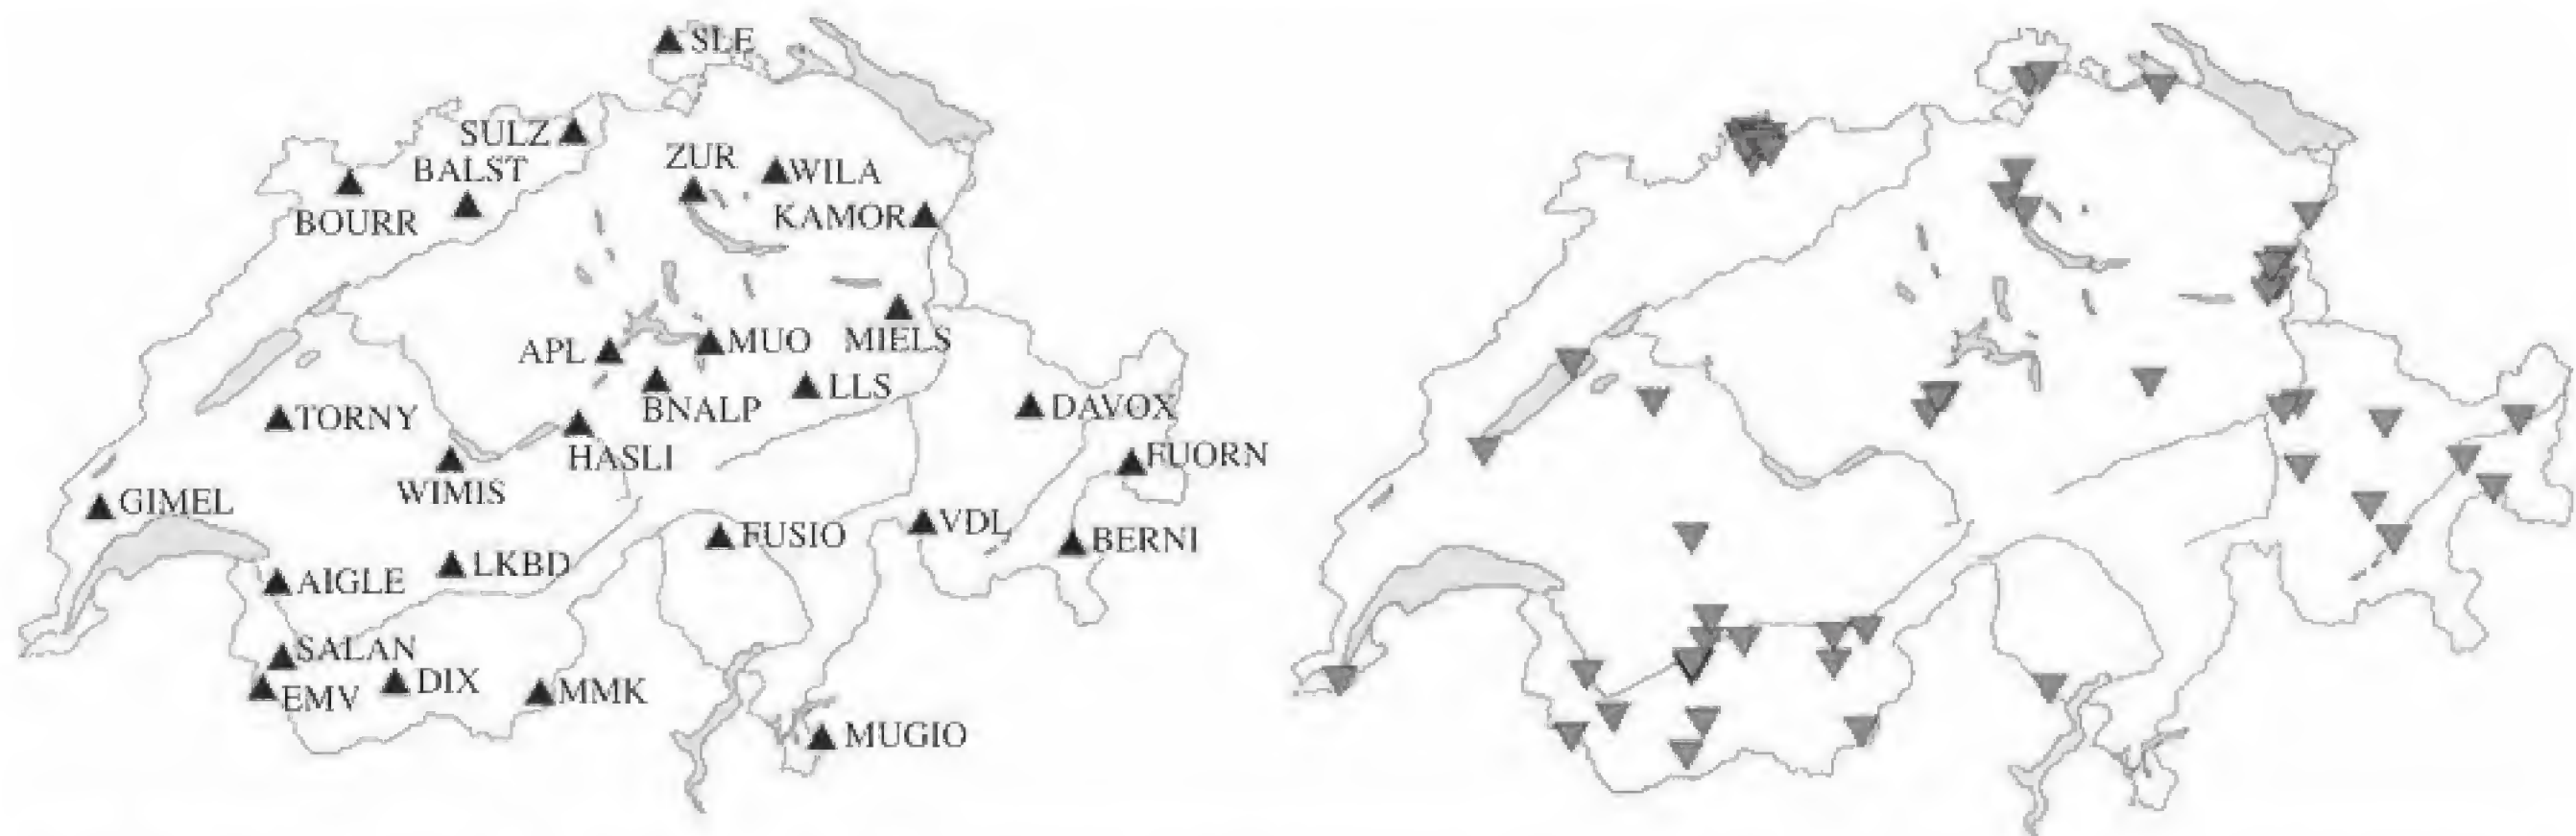 SLE
SULZ
ZUR
BALST
WILA
BOURR
KAMOR
APL
MUO
MIELS
LLS
BNALP
DAVOX
TORNY
HASLI
FUORN
WIMIS
GIMEL
VDL
FUSIO
BERNI
LKBD
AIGLE
SALAN
DIX
EMV
MMK
MUGIO